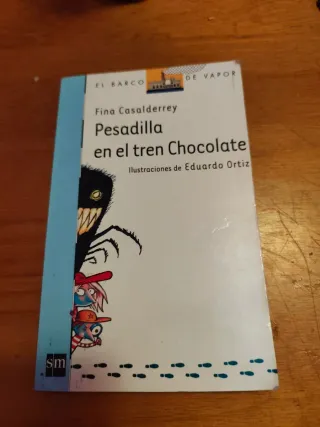 EL BARCO DE VAPOR
Fina Casalderrey
Pesadilla
en el tren Chocolate
Ilustraciones de Eduardo Ortiz
sm